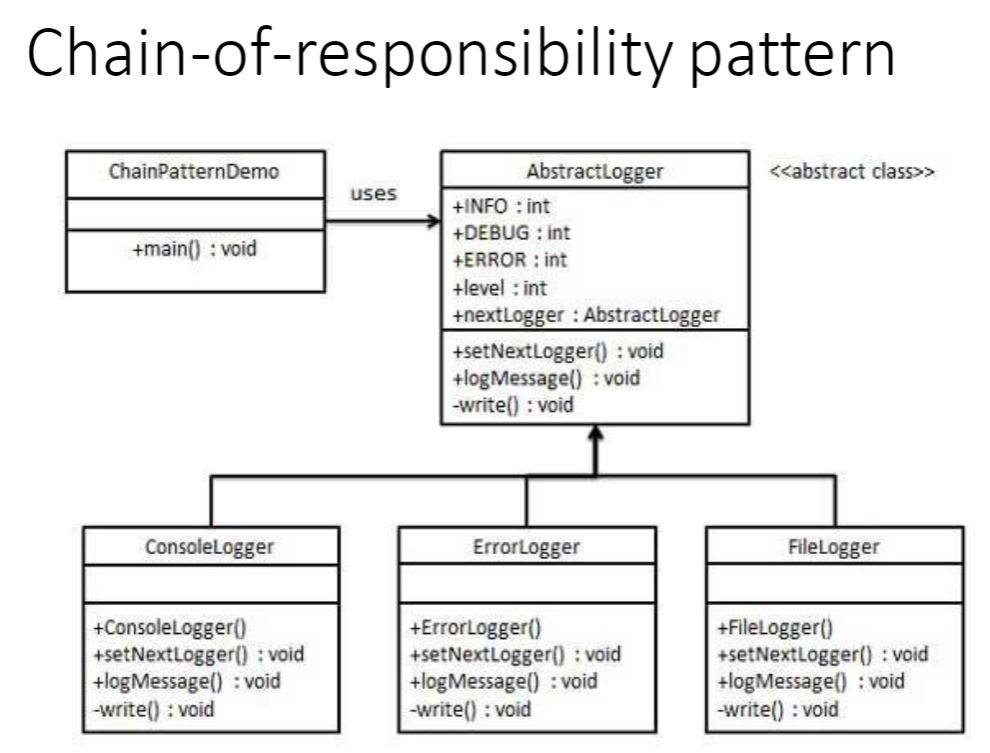 Chain-of-responsibility pattern
ChainPatternDemo
+main() : void
uses
AbstractLogger
<<abstract class>>
+INFO : int
+DEBUG : int
+ERROR : int
+level : int
+nextLogger : AbstractLogger
+setNextLogger() : void
+logMessage() : void
-write() : void
ConsoleLogger
+ConsoleLogger()
+setNextLogger() : void
+logMessage() : void
-write() : void
ErrorLogger
+ErrorLogger()
+setNextLogger() : void
+logMessage() : void
-write() : void
FileLogger
+FileLogger()
+setNextLogger() : void
+logMessage() : void
-write() : void